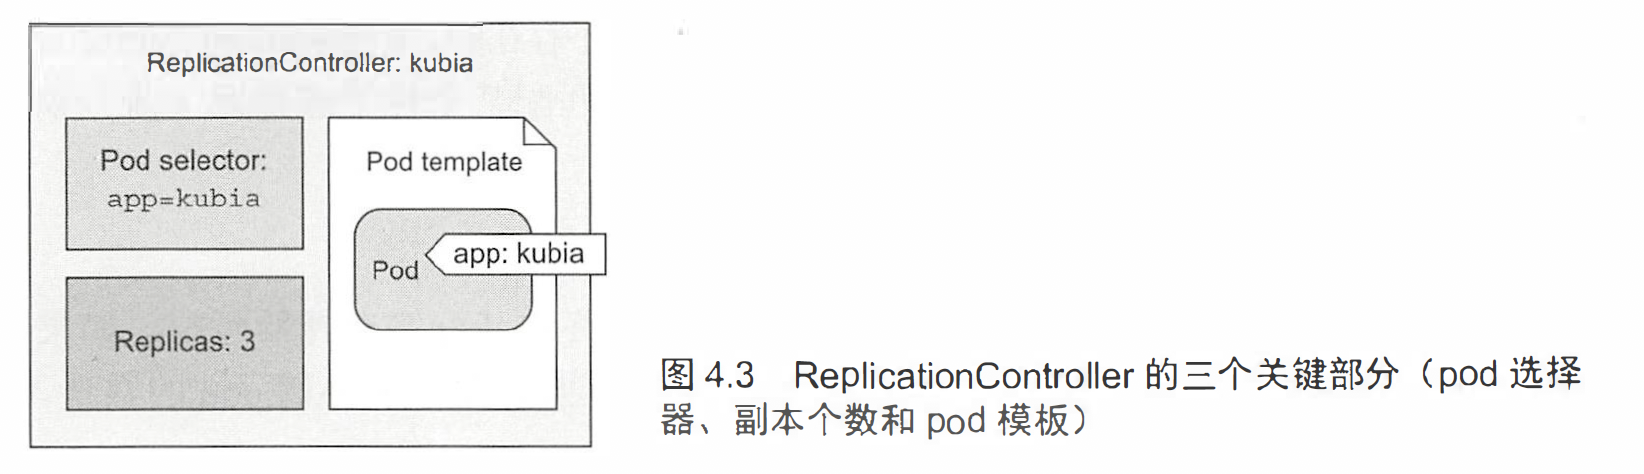 ReplicationController: kubia
Pod selector:
app=kubia
Replicas: 3
Pod template
Pod
app: kubia
图 4.3 ReplicationController 的三个关键部分（pod 选择
器、副本个数和 pod 模板）